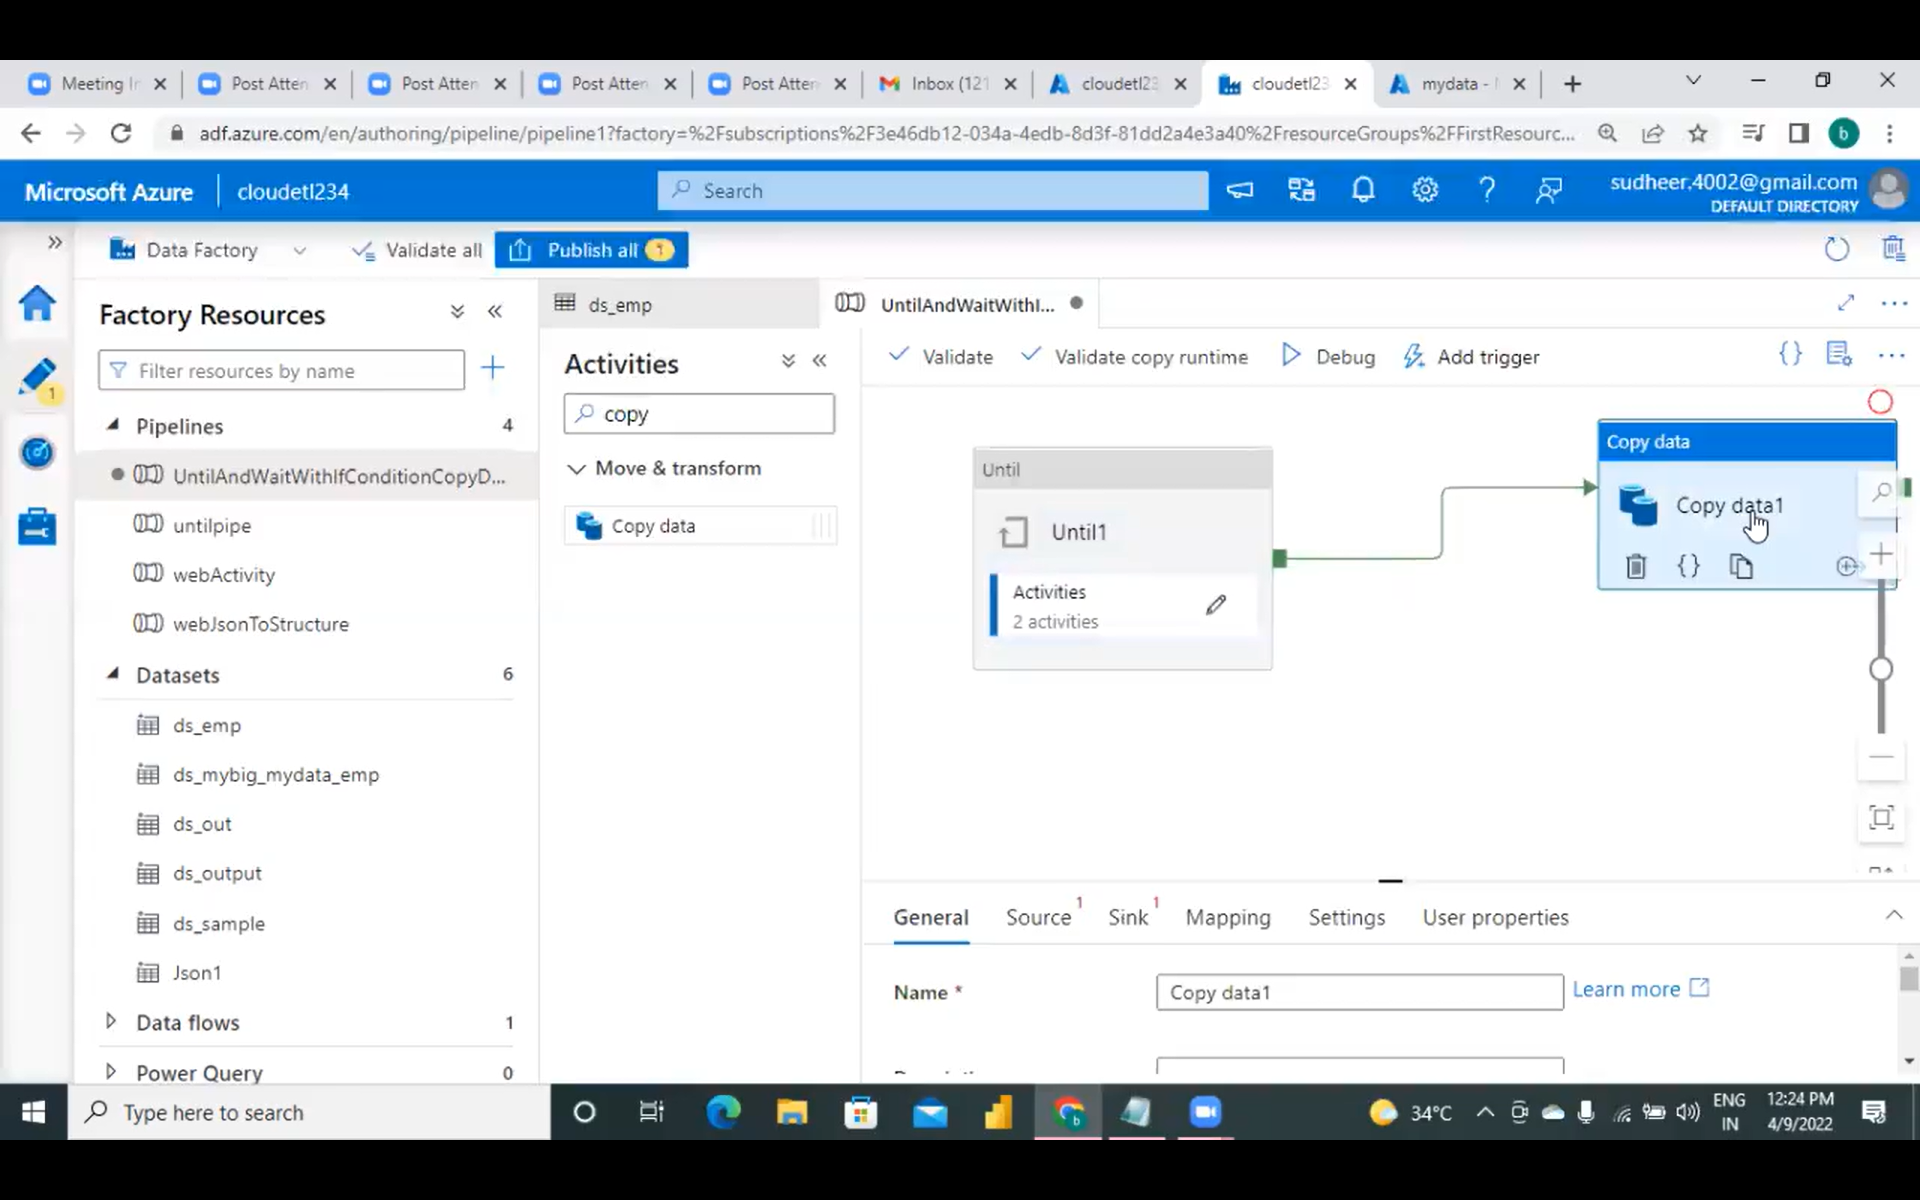 Meeting In
Post Atten
Post Atten
Post Atten
Post Atten
Inbox (121
cloudetl23
cloudetl23
mydata -
adf.azure.com/en/authoring/pipeline/pipeline1?factory=%2Fsubscriptions%2F3e46db12-034a-4edb-8d3f-81dd2a4e3a40%2FresourceGroups%2FFirstResourc...
b
Microsoft Azure
cloudetl234
Search
sudheer.4002@gmail.com
DEFAULT DIRECTORY
Data Factory
Validate all
Publish all
1
Factory Resources
Filter resources by name
1
Pipelines 4
UntilAndWaitWithIfConditionCopyD...
untilpipe
webActivity
webJsonToStructure
Datasets 6
ds_emp
ds_mybig_mydata_emp
ds_out
ds_output
ds_sample
Json1
Data flows 1
Power Query 0
ds_emp
UntilAndWaitWithI...
Activities
copy
Move & transform
Copy data
Validate
Validate copy runtime
Debug
Add trigger
Until
Until1
Activities
2 activities
Copy data
Copy data1
General
Source 1
Sink 1
Mapping
Settings
User properties
Name *
Copy data1
Learn more
Type here to search
34°C
ENG
IN
12:24 PM
4/9/2022